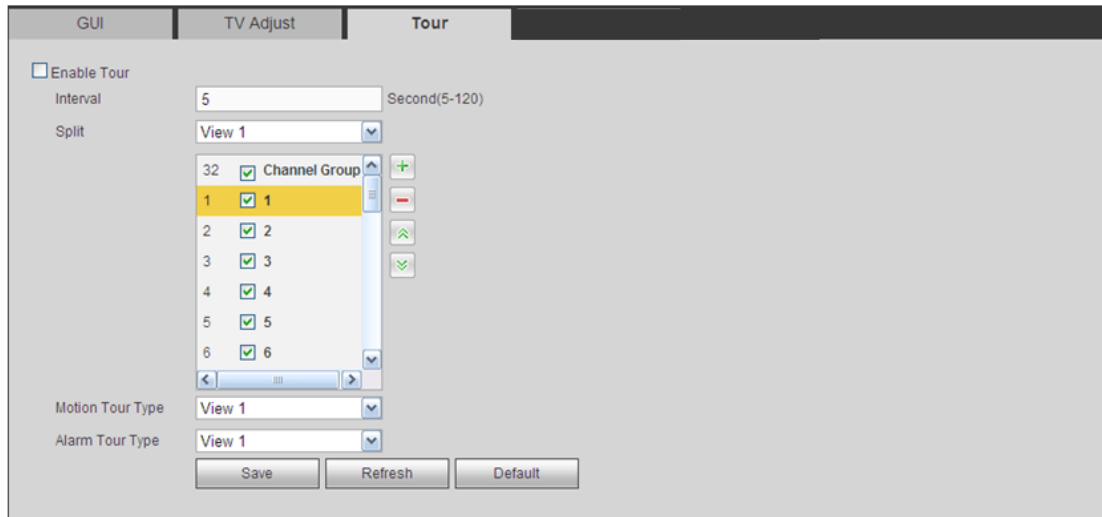 GUI TV Adjust Tour
Enable Tour
Interval 5 Second(5-120)
Split View 1
32 Channel Group
1 1
2 2
3 3
4 4
5 5
6 6
Motion Tour Type View 1
Alarm Tour Type View 1
Save Refresh Default